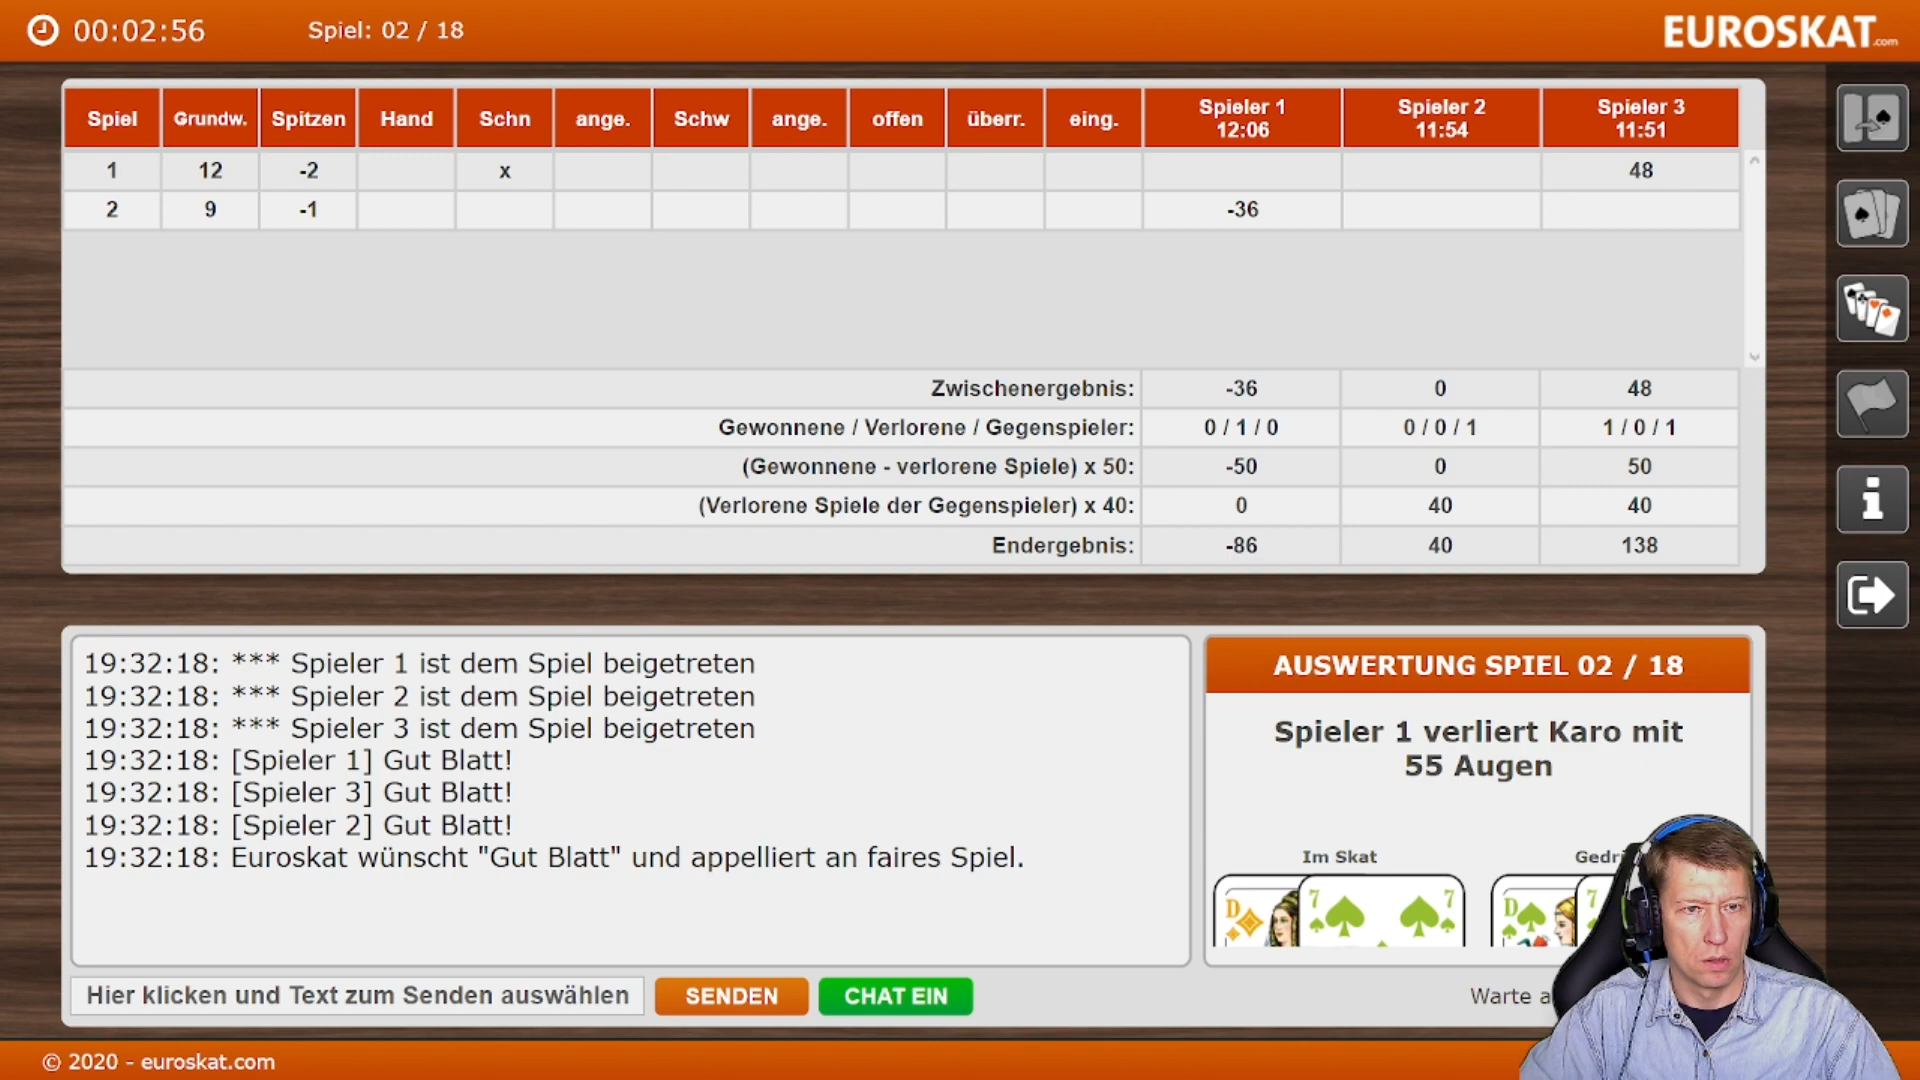 00:02:56 Spiel: 02 / 18 EUROSKAT.com
Spiel Grundw. Spitzen Hand Schn ange. Schw ange. offen überr. eing. Spieler 1 12:06 Spieler 2 11:54 Spieler 3 11:51
1 12 -2 x 48
2 9 -1 -36
Zwischenergebnis: -36 0 48
Gewonnene / Verlorene / Gegenspieler: 0 / 1 / 0 0 / 0 / 1 1 / 0 / 1
(Gewonnene - verlorene Spiele) x 50: -50 0 50
(Verlorene Spiele der Gegenspieler) x 40: 0 40 40
Endergebnis: -86 40 138
19:32:18: *** Spieler 1 ist dem Spiel beigetreten
19:32:18: *** Spieler 2 ist dem Spiel beigetreten
19:32:18: *** Spieler 3 ist dem Spiel beigetreten
19:32:18: [Spieler 1] Gut Blatt!
19:32:18: [Spieler 3] Gut Blatt!
19:32:18: [Spieler 2] Gut Blatt!
19:32:18: Euroskat wünscht "Gut Blatt" und appelliert an faires Spiel.
Hier klicken und Text zum Senden auswählen SENDEN CHAT EIN
AUSWERTUNG SPIEL 02 / 18
Spieler 1 verliert Karo mit
55 Augen
Im Skat
D 7 7 D 7
Warte
© 2020 - euroskat.com